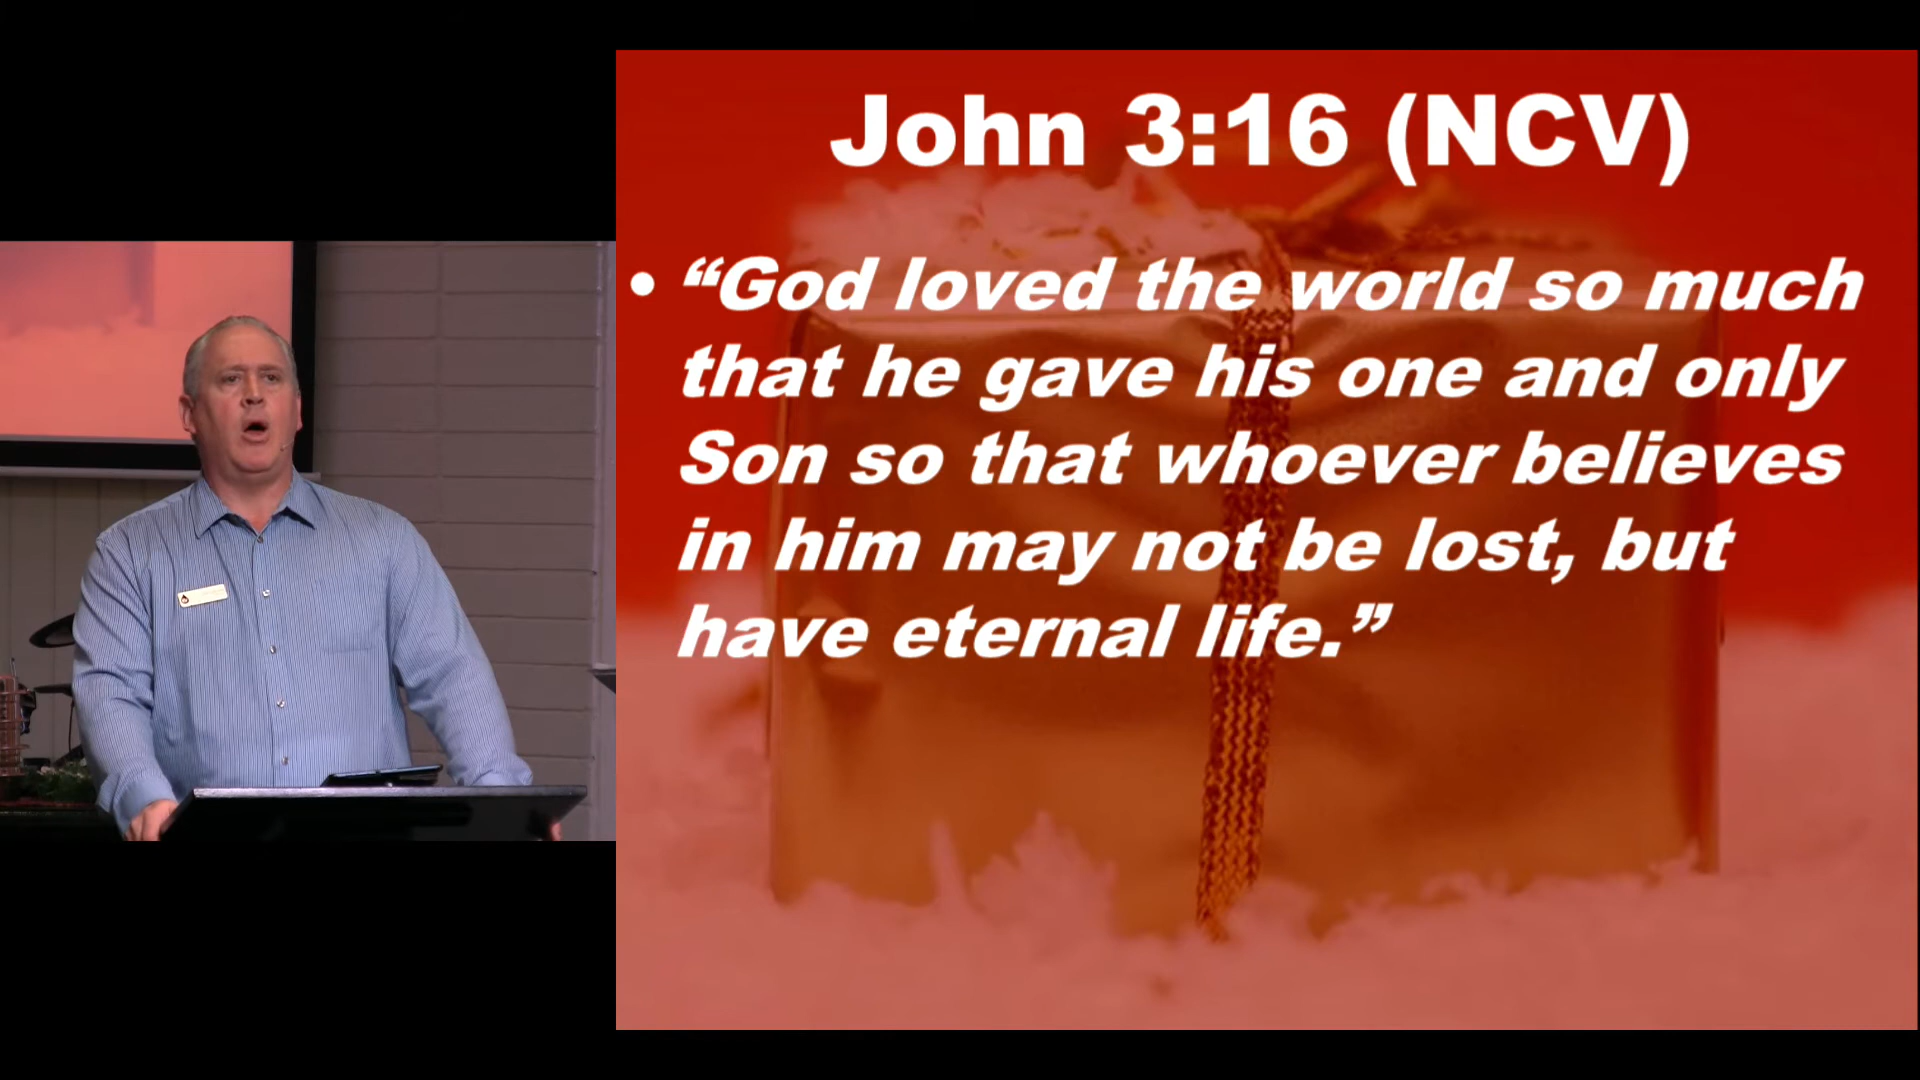 John 3:16 (NCV)
• “God loved the world so much
that he gave his one and only
Son so that whoever believes
in him may not be lost, but
have eternal life.”